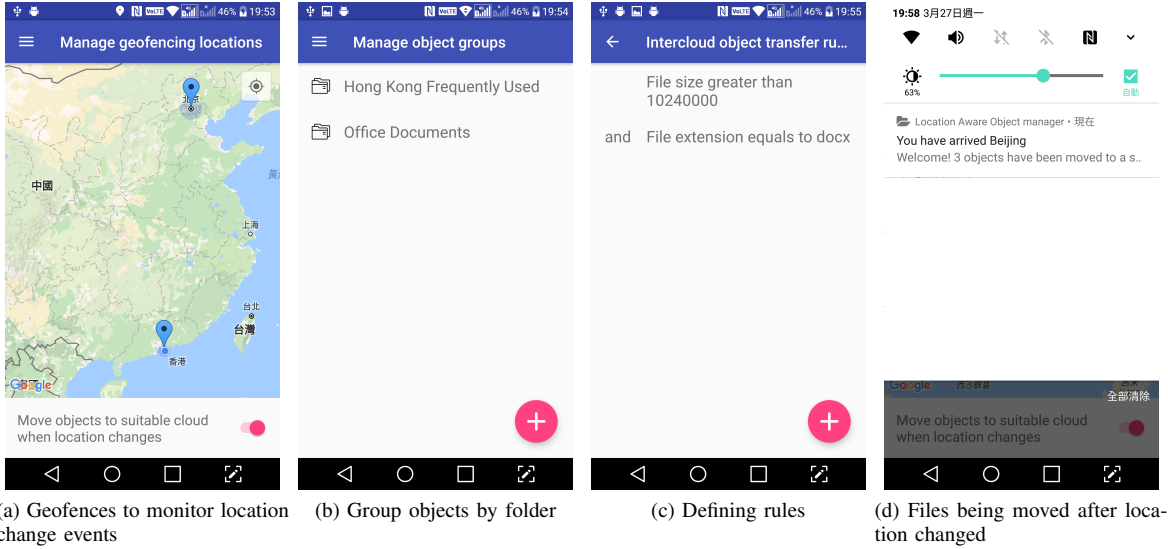 VoLTE 4G 46% 19:53
Manage geofencing locations
北京
中國
上海
台北
台灣
香港
Google
Move objects to suitable cloud
when location changes
(a) Geofences to monitor location
change events
VoLTE 4G 46% 19:54
Manage object groups
Hong Kong Frequently Used
Office Documents
(b) Group objects by folder
VoLTE 4G 46% 19:55
Intercloud object transfer ru...
File size greater than
10240000
and File extension equals to docx
(c) Defining rules
19:58 3月27日週一
63%
自動
Location Aware Object manager • 現在
You have arrived Beijing
Welcome! 3 objects have been moved to a s..
Google
西沙群島
全部清除
Move objects to suitable cloud
when location changes
(d) Files being moved after loca-
tion changed